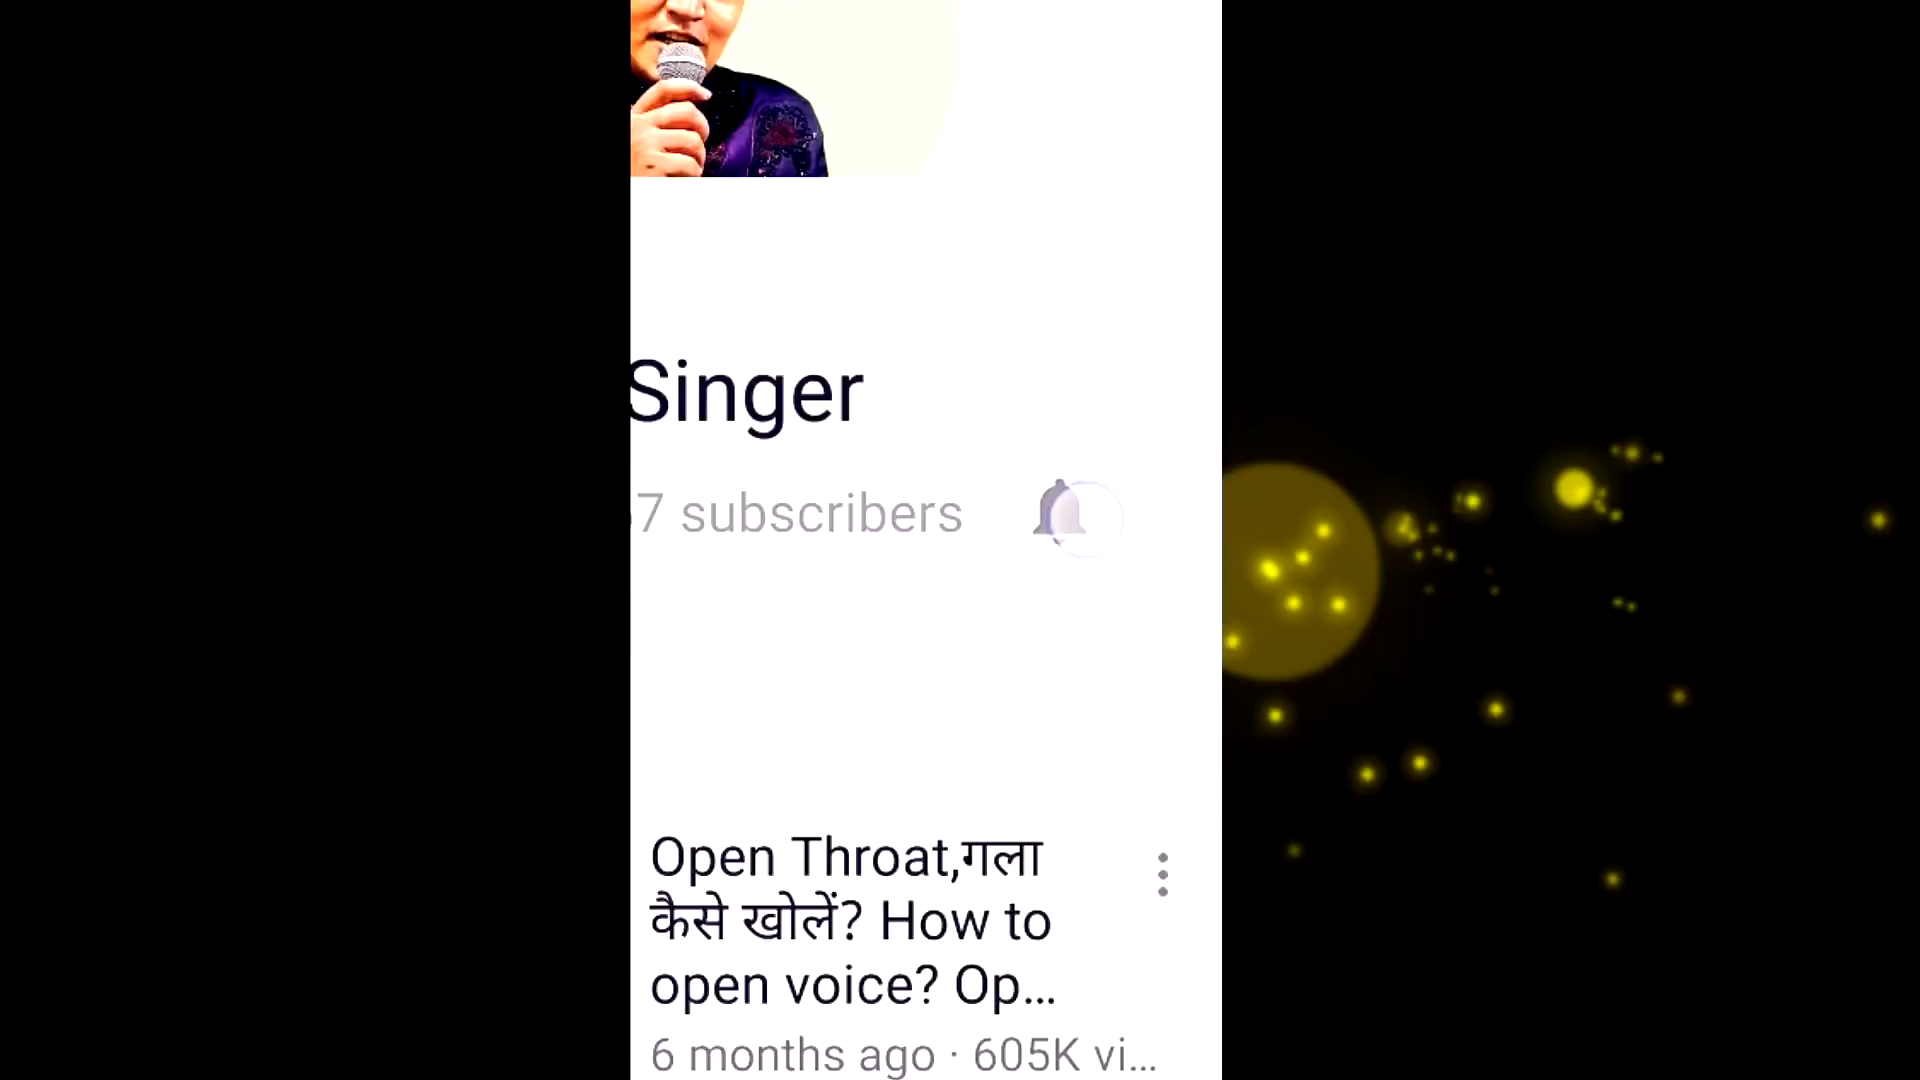 Singer
7 subscribers
Open Throat,गला
कैसे खोलें? How to
open voice? Op...
6 months ago · 605K vi...